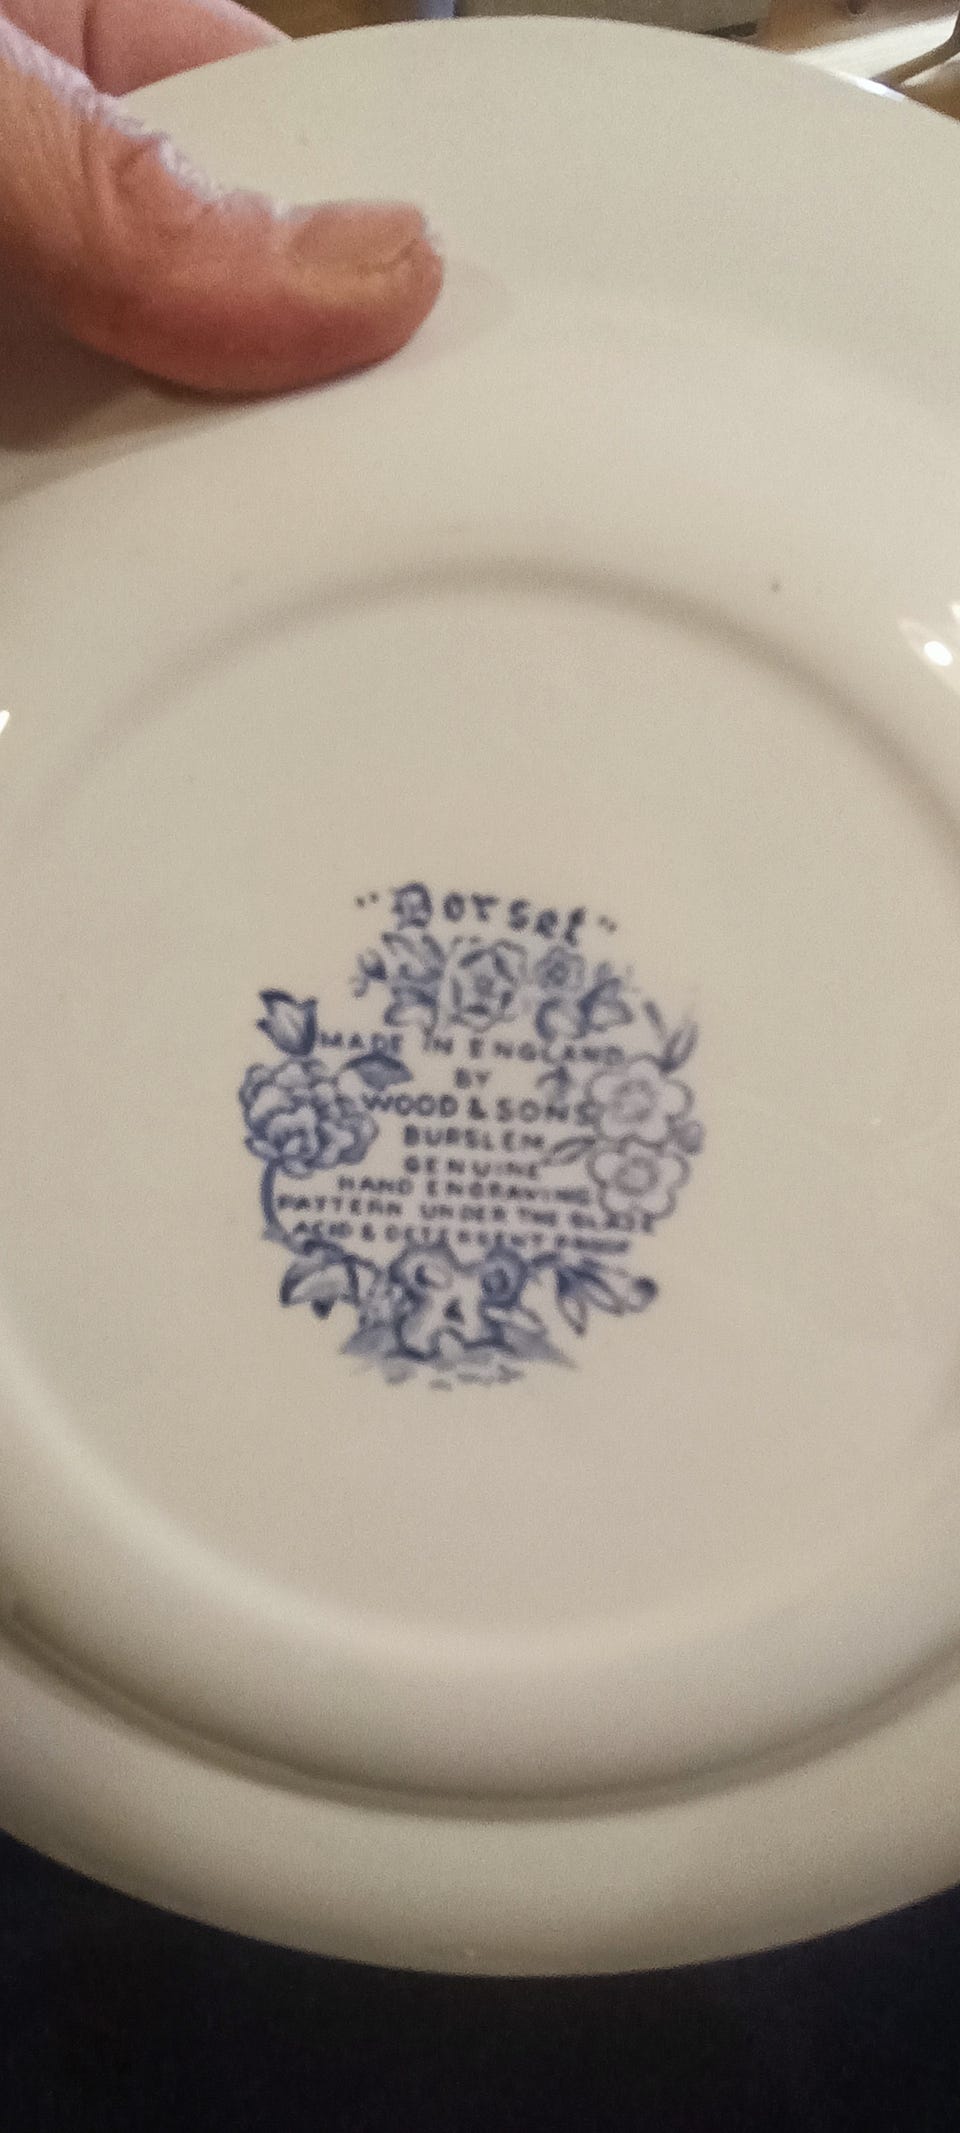 "Dorset"
MADE IN ENGLAND
BY
WOOD & SONS
BURSLEM
GENUINE
HAND ENGRAVING
PATTERN UNDER THE GLAZE
ACID & DETERGENT PROOF